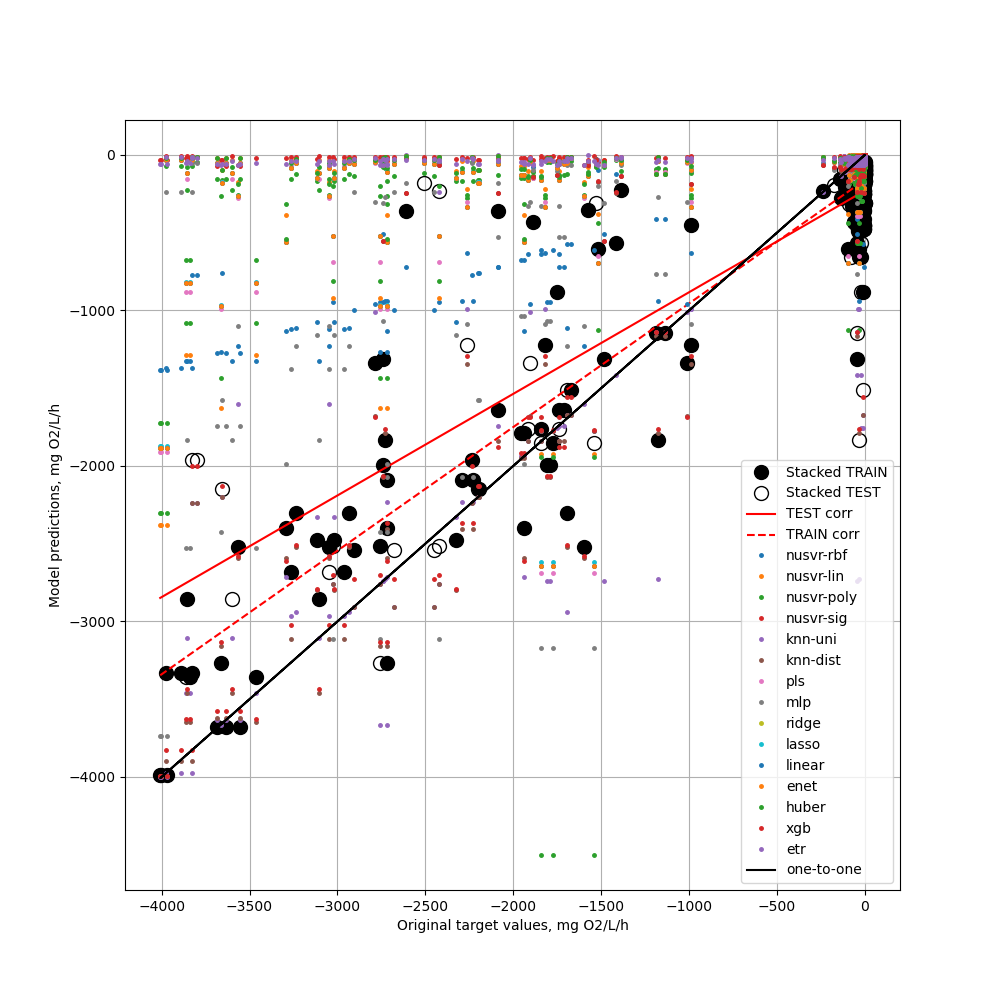 0
−1000
−2000
−3000
−4000
Model predictions, mg O2/L/h
−4000
−3500
−3000
−2500
−2000
−1500
−1000
−500
0
Original target values, mg O2/L/h
Stacked TRAIN
Stacked TEST
TEST corr
TRAIN corr
nusvr-rbf
nusvr-lin
nusvr-poly
nusvr-sig
knn-uni
knn-dist
pls
mlp
ridge
lasso
linear
enet
huber
xgb
etr
one-to-one